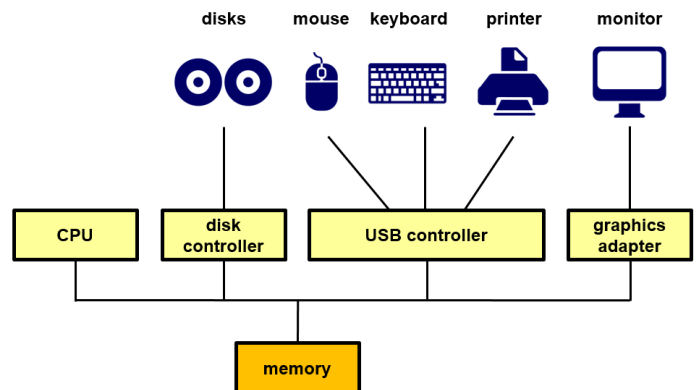 disks
mouse
keyboard
printer
monitor
CPU
disk
controller
USB controller
graphics
adapter
memory